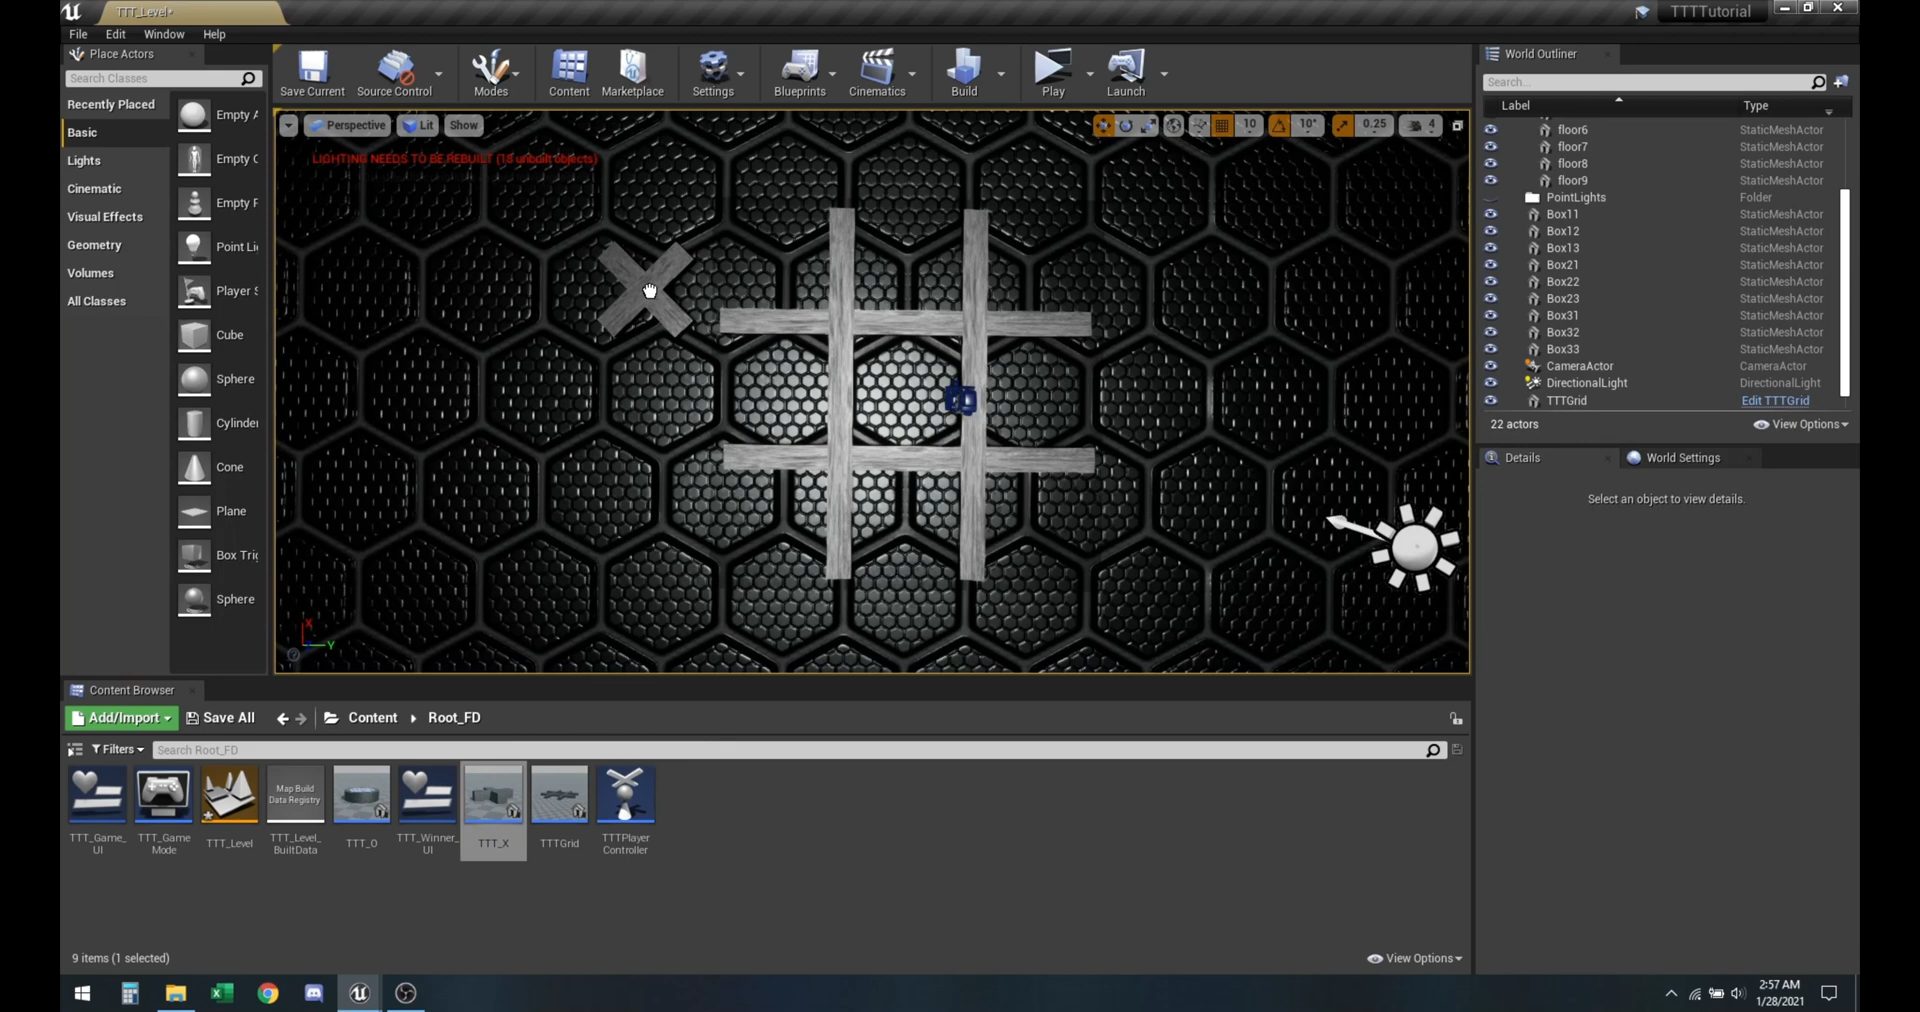 TTT_Level*
TTTTutorial
File Edit Window Help
Place Actors
Search Classes
Recently Placed
Basic
Lights
Cinematic
Visual Effects
Geometry
Volumes
All Classes
Empty A
Empty C
Empty P
Point Li
Player S
Cube
Sphere
Cylinder
Cone
Plane
Box Trig
Sphere
Save Current
Source Control
Modes
Content
Marketplace
Settings
Blueprints
Cinematics
Build
Play
Launch
Perspective Lit Show
10 10° 0.25 4
LIGHTING NEEDS TO BE REBUILT (18 unbuilt objects)
X
Y
World Outliner
Search...
Label Type
floor6 StaticMeshActor
floor7 StaticMeshActor
floor8 StaticMeshActor
floor9 StaticMeshActor
PointLights Folder
Box11 StaticMeshActor
Box12 StaticMeshActor
Box13 StaticMeshActor
Box21 StaticMeshActor
Box22 StaticMeshActor
Box23 StaticMeshActor
Box31 StaticMeshActor
Box32 StaticMeshActor
Box33 StaticMeshActor
CameraActor CameraActor
DirectionalLight DirectionalLight
TTTGrid Edit TTTGrid
22 actors View Options
Details World Settings
Select an object to view details.
Content Browser
Add/Import Save All Content Root_FD
Filters Search Root_FD
Map Build
Data Registry
TTT_Game_
UI
TTT_Game
Mode
TTT_Level
TTT_Level_
BuiltData
TTT_O
TTT_Winner_
UI
TTT_X
TTTGrid
TTTPlayer
Controller
9 items (1 selected) View Options
2:57 AM
1/28/2021